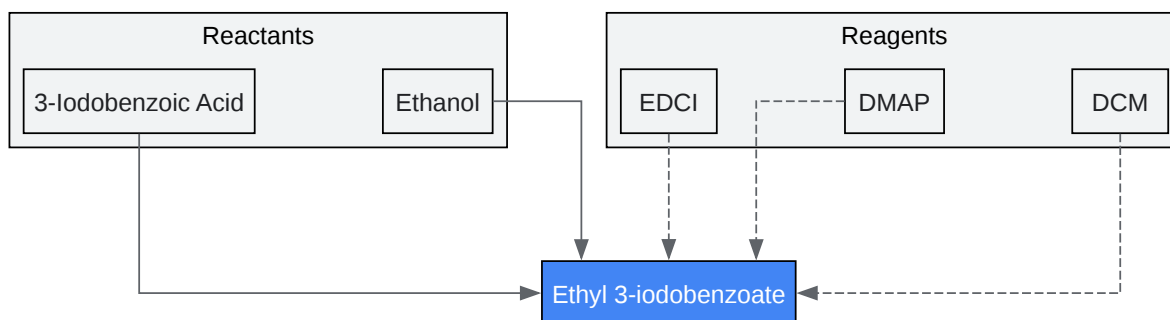 Reactants
Reagents
3-Iodobenzoic Acid
Ethanol
EDCI
DMAP
DCM
Ethyl 3-iodobenzoate